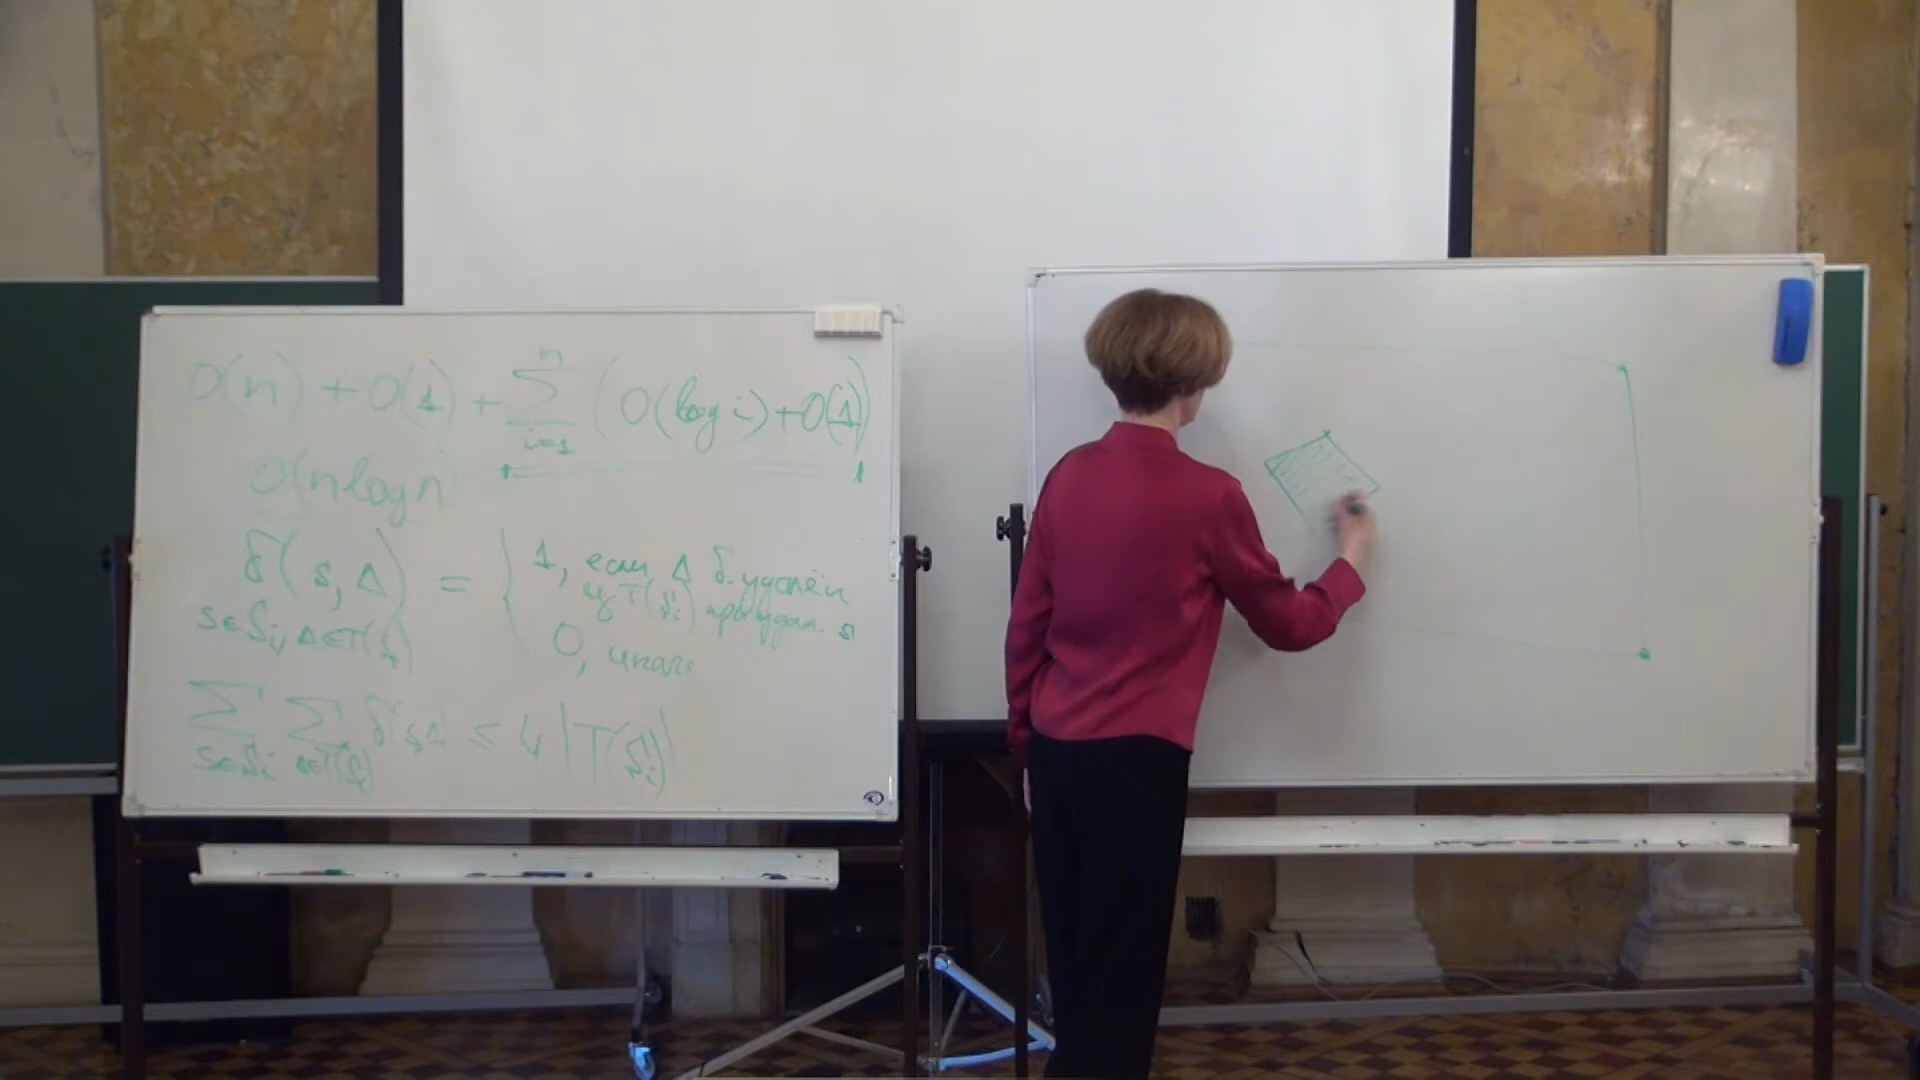 O(n) + O(1) + ∑_{i=1}^{n} ( O(log i) + O(1) )
O(n log n)
δ(s, Δ) = { 1, если Δ б. удалён
из T(S_i) при удал. s
s ∈ S_i, Δ ∈ T(S_i)
0, иначе
∑_{s ∈ S_i} ∑_{Δ ∈ T(S_i)} δ(s, Δ) ≤ 4 |T(S_i)|